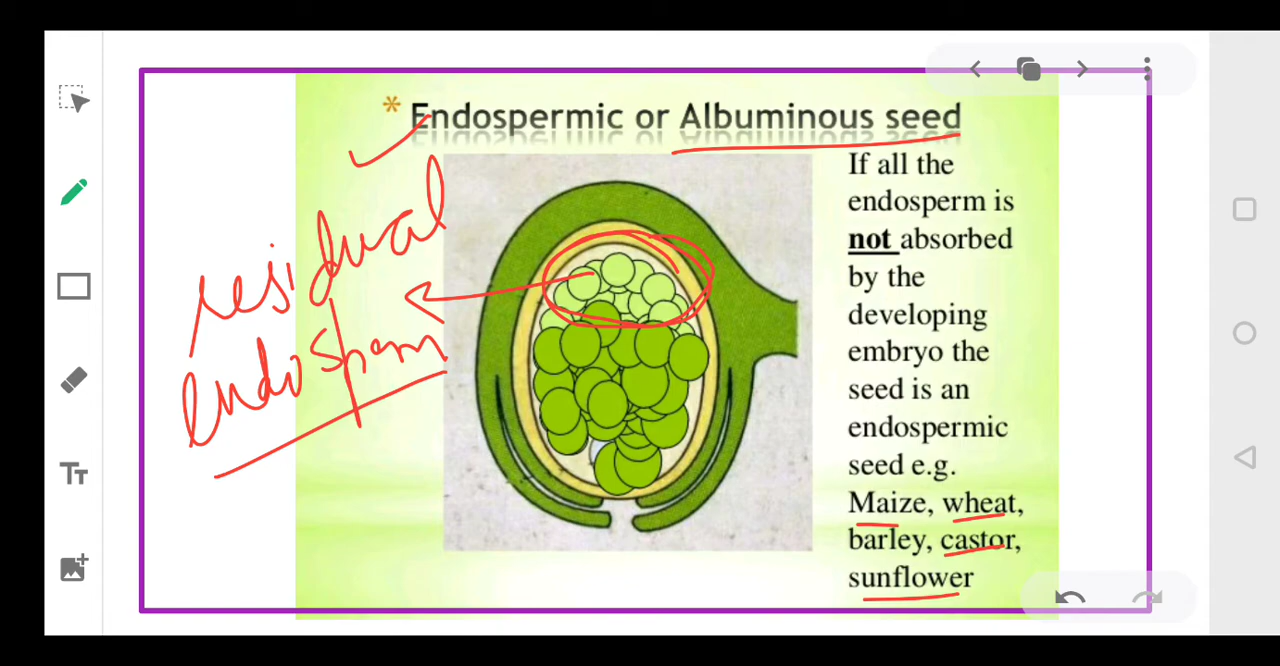 * Endospermic or Albuminous seed
If all the
endosperm is
not absorbed
by the
developing
embryo the
seed is an
endospermic
seed e.g.
Maize, wheat,
barley, castor,
sunflower
residual
endosperm
TT